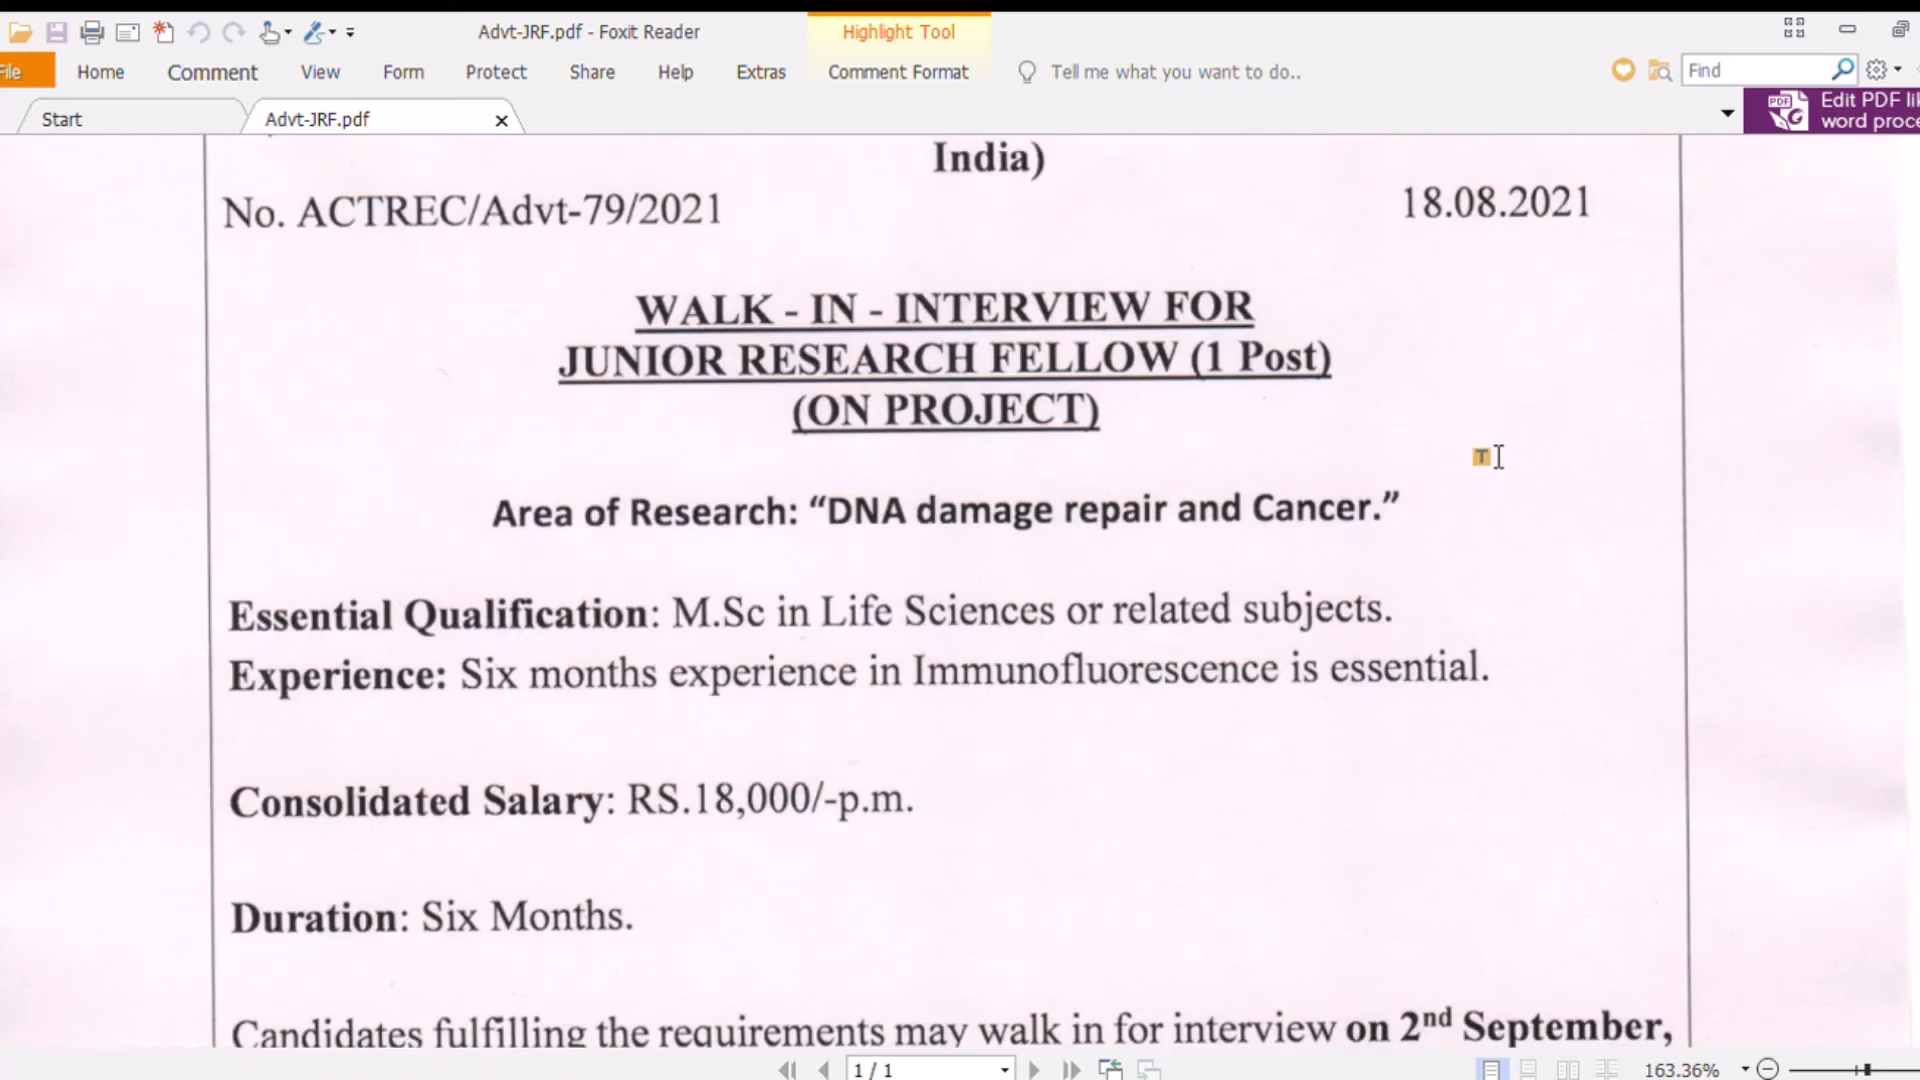 Advt-JRF.pdf - Foxit Reader
Highlight Tool
File Home Comment View Form Protect Share Help Extras Comment Format Tell me what you want to do.. Find
Start Advt-JRF.pdf
Edit PDF
word
India)
No. ACTREC/Advt-79/2021 18.08.2021
WALK - IN - INTERVIEW FOR
JUNIOR RESEARCH FELLOW (1 Post)
(ON PROJECT)
Area of Research: “DNA damage repair and Cancer.”
Essential Qualification: M.Sc in Life Sciences or related subjects.
Experience: Six months experience in Immunofluorescence is essential.
Consolidated Salary: RS.18,000/-p.m.
Duration: Six Months.
Candidates fulfilling the requirements may walk in for interview on 2nd September,
1 / 1 163.36%